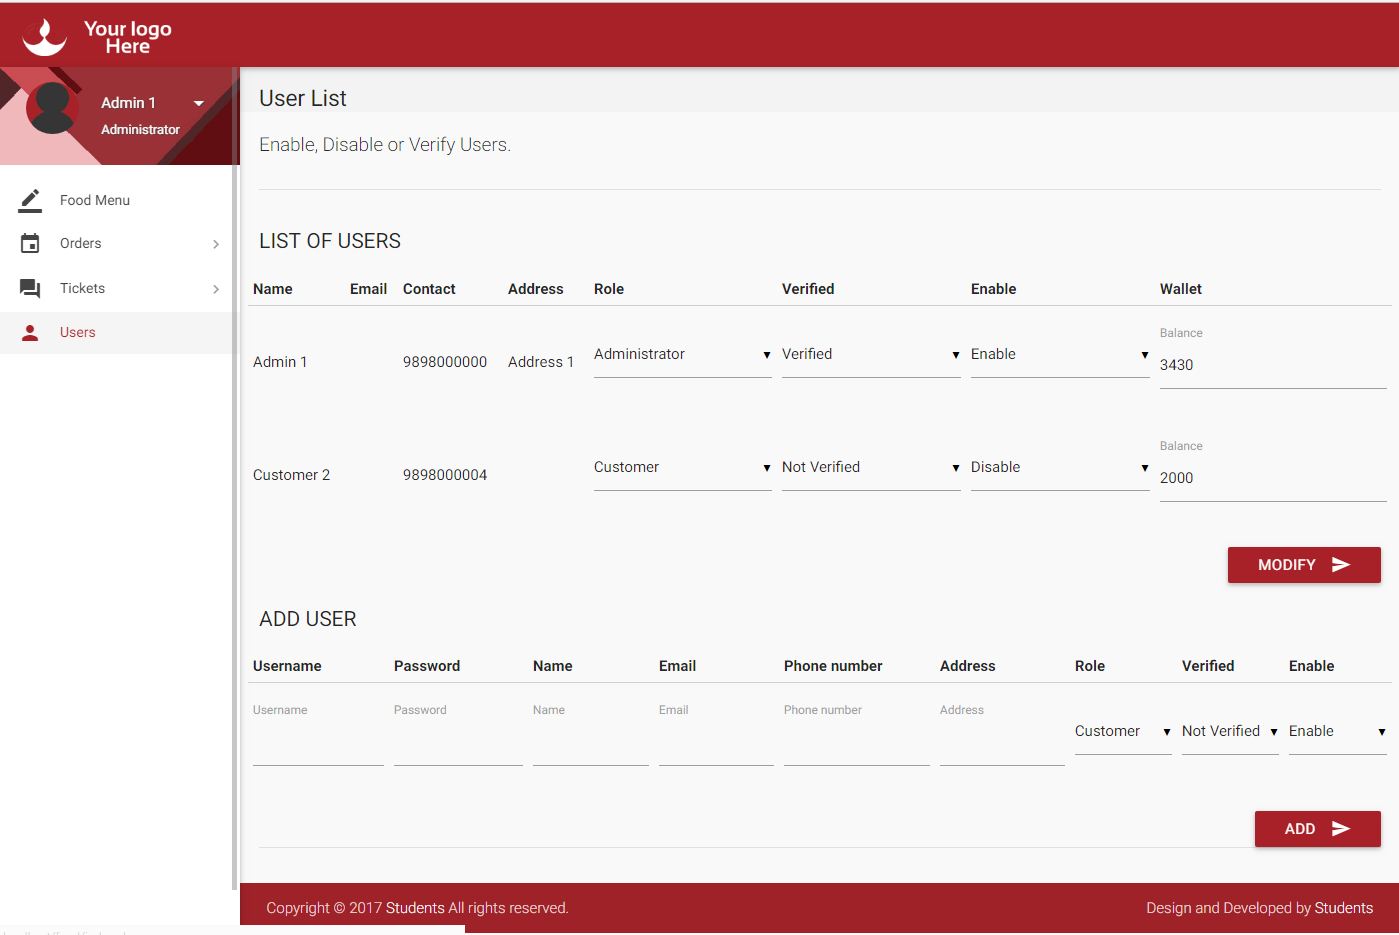 Your logo
Here
Admin 1
Administrator
Food Menu
Orders
Tickets
Users
User List
Enable, Disable or Verify Users.
LIST OF USERS
Name Email Contact Address Role Verified Enable Wallet
Balance
Admin 1 9898000000 Address 1 Administrator Verified Enable 3430
Balance
Customer 2 9898000004 Customer Not Verified Disable 2000
MODIFY
ADD USER
Username Password Name Email Phone number Address Role Verified Enable
Username Password Name Email Phone number Address
Customer Not Verified Enable
ADD
Copyright © 2017 Students All rights reserved.
Design and Developed by Students